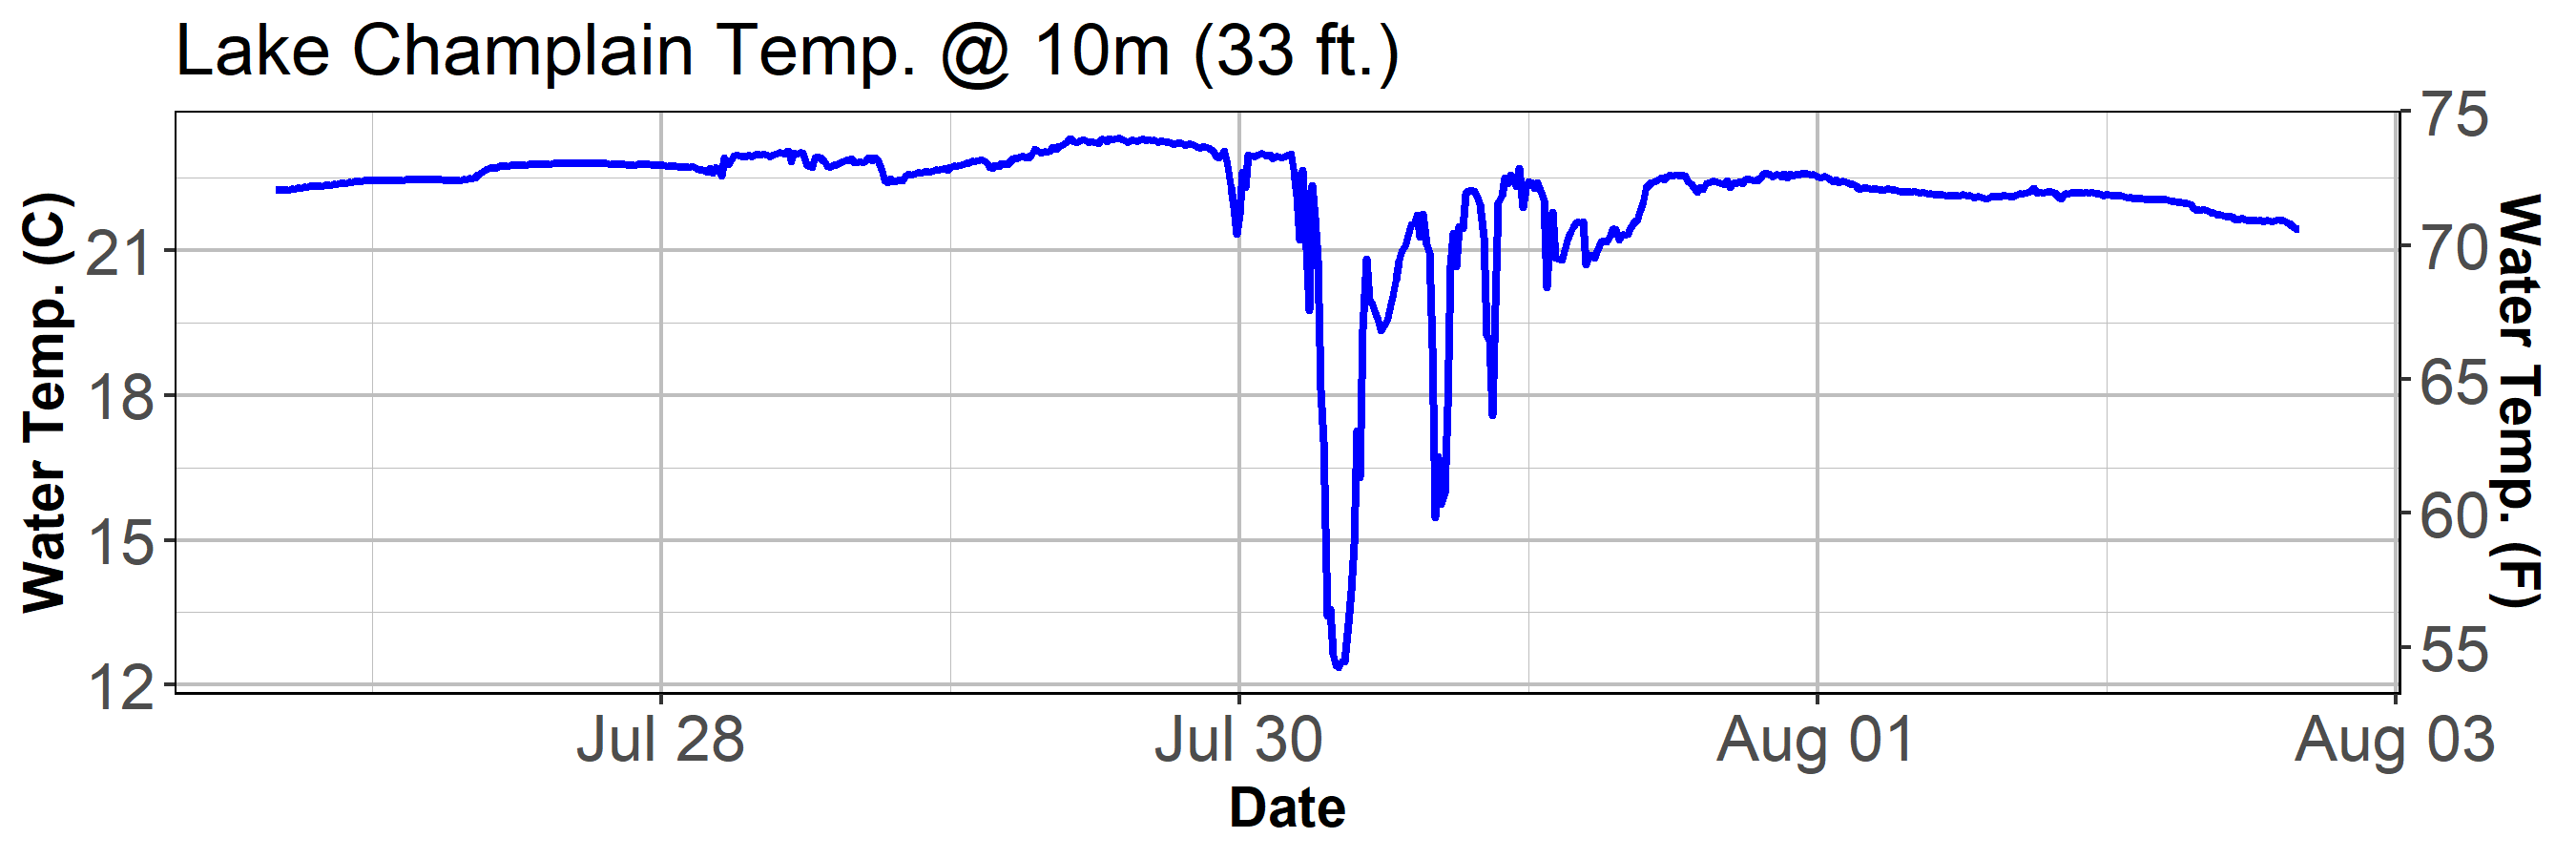 Lake Champlain Temp. @ 10m (33 ft.)
Water Temp. (C)
21
18
15
12
75
70
65
60
55
Water Temp. (F)
Jul 28
Jul 30
Aug 01
Aug 03
Date